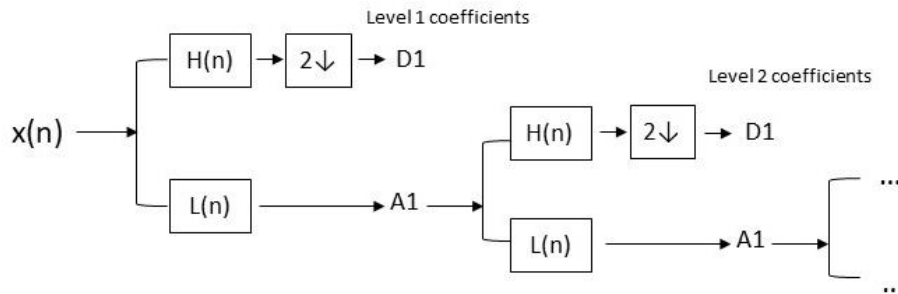 Level 1 coefficients
H(n) 2↓ D1
Level 2 coefficients
x(n)
H(n) 2↓ D1
L(n) A1
...
L(n) A1
..